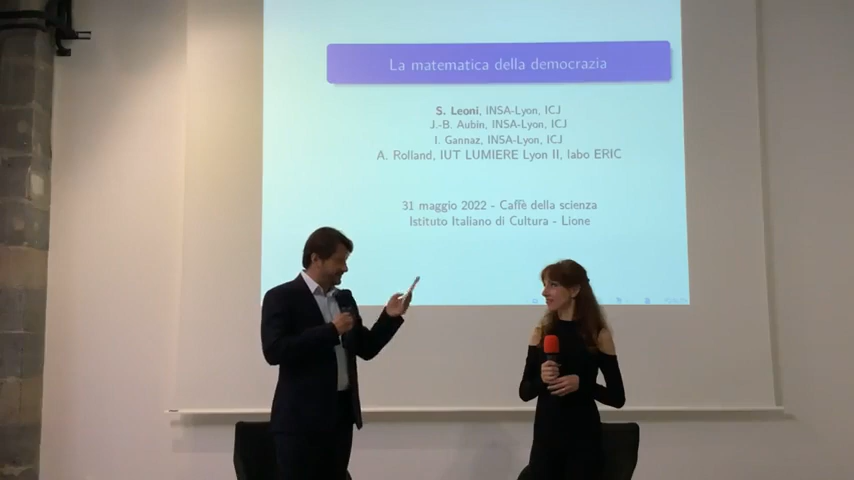 La matematica della democrazia
S. Leoni, INSA-Lyon, ICJ
J.-B. Aubin, INSA-Lyon, ICJ
I. Gannaz, INSA-Lyon, ICJ
A. Rolland, IUT LUMIERE Lyon II, labo ERIC
31 maggio 2022 - Caffè della scienza
Istituto Italiano di Cultura - Lione